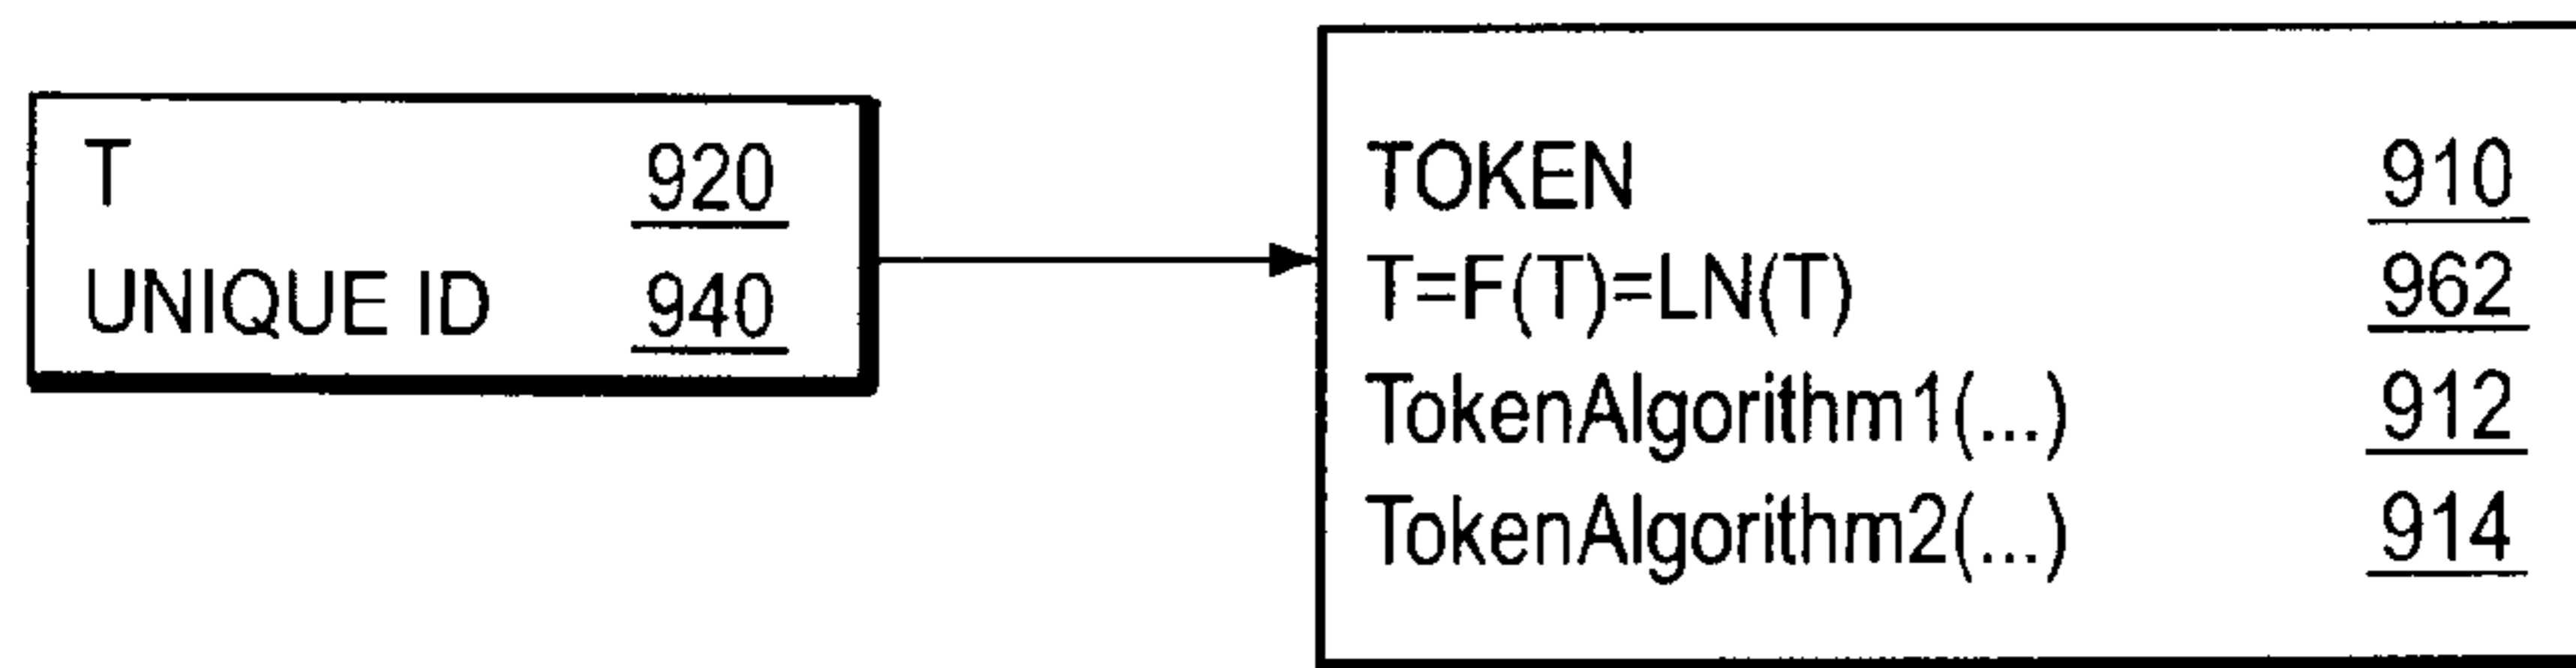 T 920
UNIQUE ID 940
TOKEN 910
T=F(T)=LN(T) 962
TokenAlgorithm1(...) 912
TokenAlgorithm2(...) 914